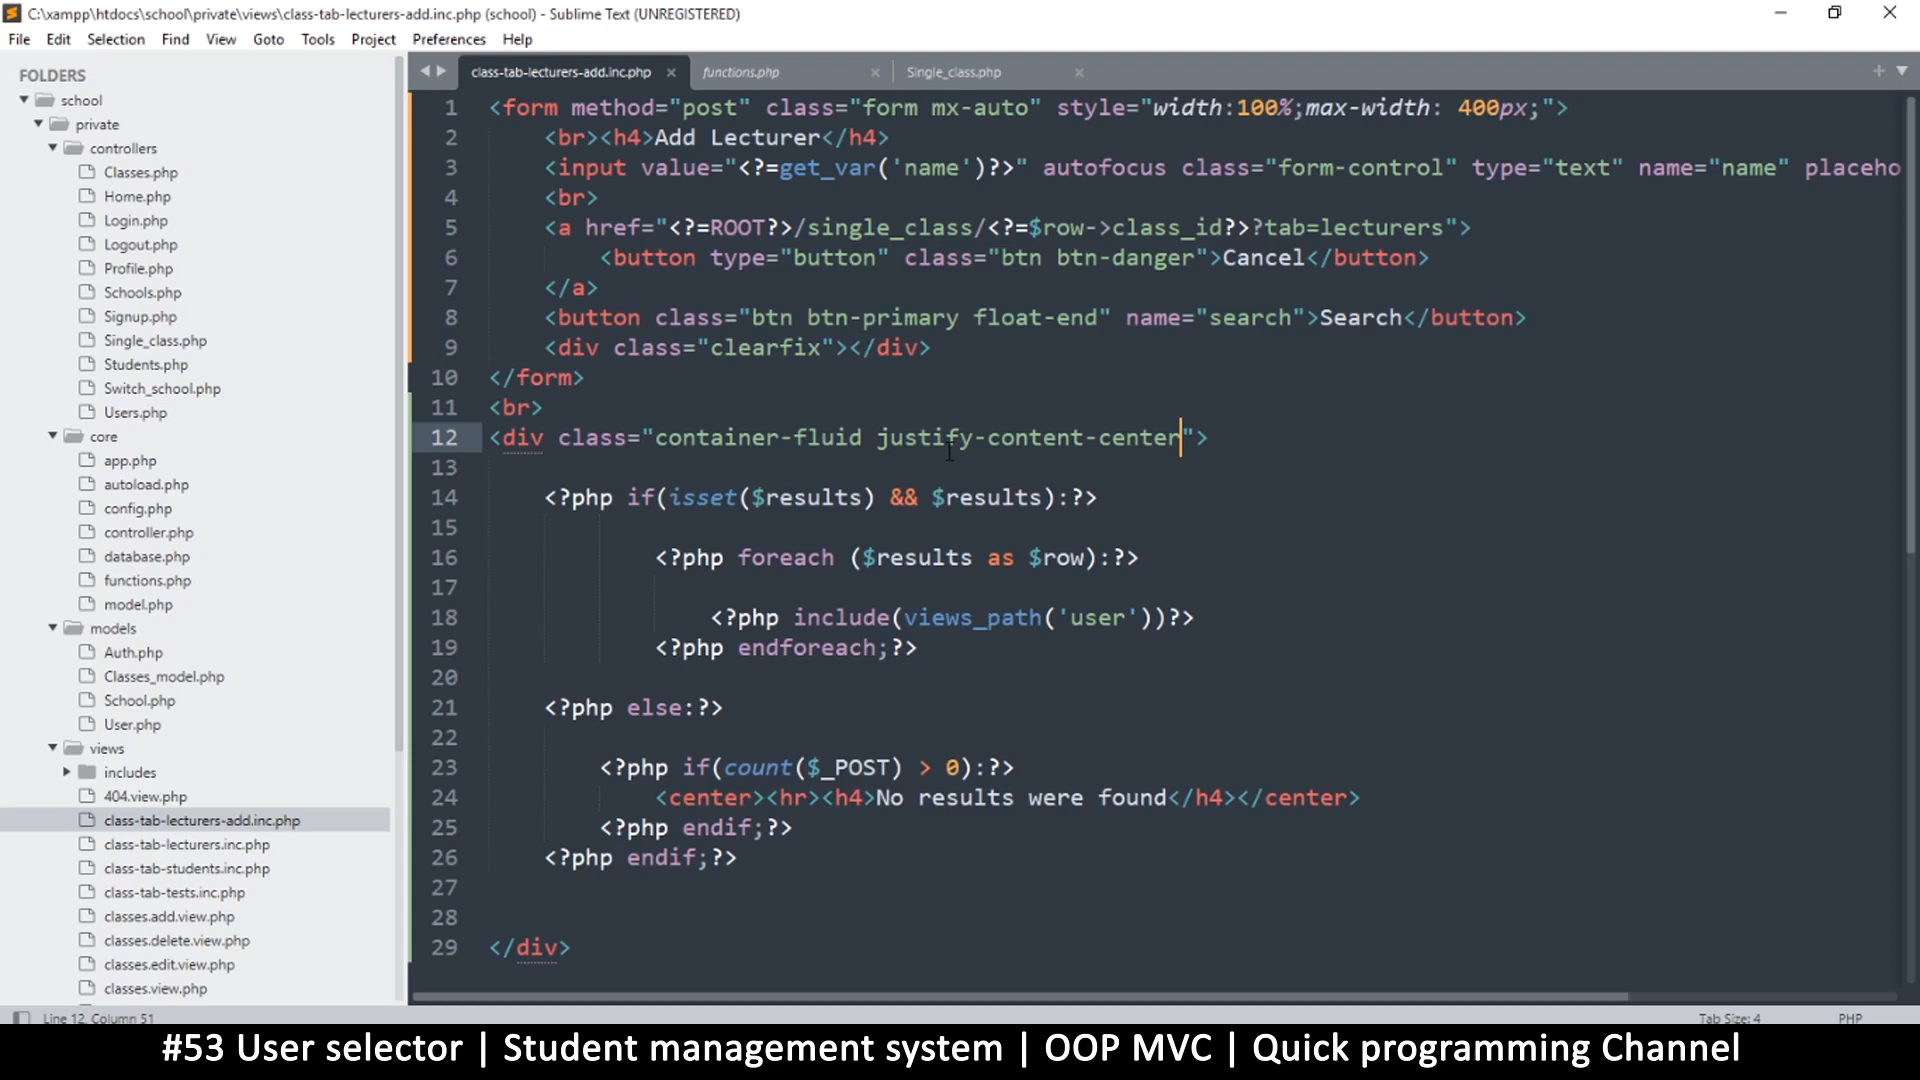 C:\xampp\htdocs\school\private\views\class-tab-lecturers-add.inc.php (school) - Sublime Text (UNREGISTERED)
File Edit Selection Find View Goto Tools Project Preferences Help
FOLDERS
school
private
controllers
Classes.php
Home.php
Login.php
Logout.php
Profile.php
Schools.php
Signup.php
Single_class.php
Students.php
Switch_school.php
Users.php
core
app.php
autoload.php
config.php
controller.php
database.php
functions.php
model.php
models
Auth.php
Classes_model.php
School.php
User.php
views
includes
404.view.php
class-tab-lecturers-add.inc.php
class-tab-lecturers.inc.php
class-tab-students.inc.php
class-tab-tests.inc.php
classes.add.view.php
classes.delete.view.php
classes.edit.view.php
classes.view.php
class-tab-lecturers-add.inc.php functions.php Single_class.php
1 <form method="post" class="form mx-auto" style="width:100%;max-width: 400px;">
2 <br><h4>Add Lecturer</h4>
3 <input value="<?=get_var('name')?>" autofocus class="form-control" type="text" name="name" placeho
4 <br>
5 <a href="<?=ROOT?>/single_class/<?=$row->class_id?>?tab=lecturers">
6 <button type="button" class="btn btn-danger">Cancel</button>
7 </a>
8 <button class="btn btn-primary float-end" name="search">Search</button>
9 <div class="clearfix"></div>
10 </form>
11 <br>
12 <div class="container-fluid justify-content-center">
13
14 <?php if(isset($results) && $results):?>
15
16 <?php foreach ($results as $row):?>
17
18 <?php include(views_path('user'))?>
19 <?php endforeach;?>
20
21 <?php else:?>
22
23 <?php if(count($_POST) > 0):?>
24 <center><hr><h4>No results were found</h4></center>
25 <?php endif;?>
26 <?php endif;?>
27
28
29 </div>
Line 12, Column 51 Tab Size: 4 PHP
#53 User selector | Student management system | OOP MVC | Quick programming Channel